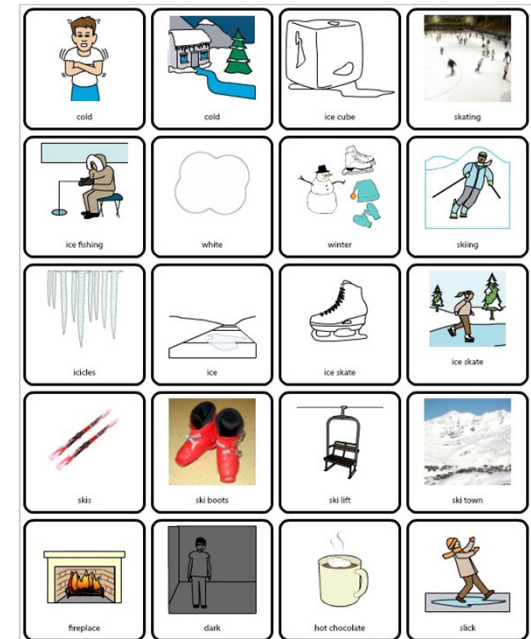 cold
cold
ice cube
skating
ice fishing
white
winter
skiing
icicles
ice
ice skate
ice skate
skis
ski boots
ski lift
ski town
fireplace
dark
hot chocolate
slick